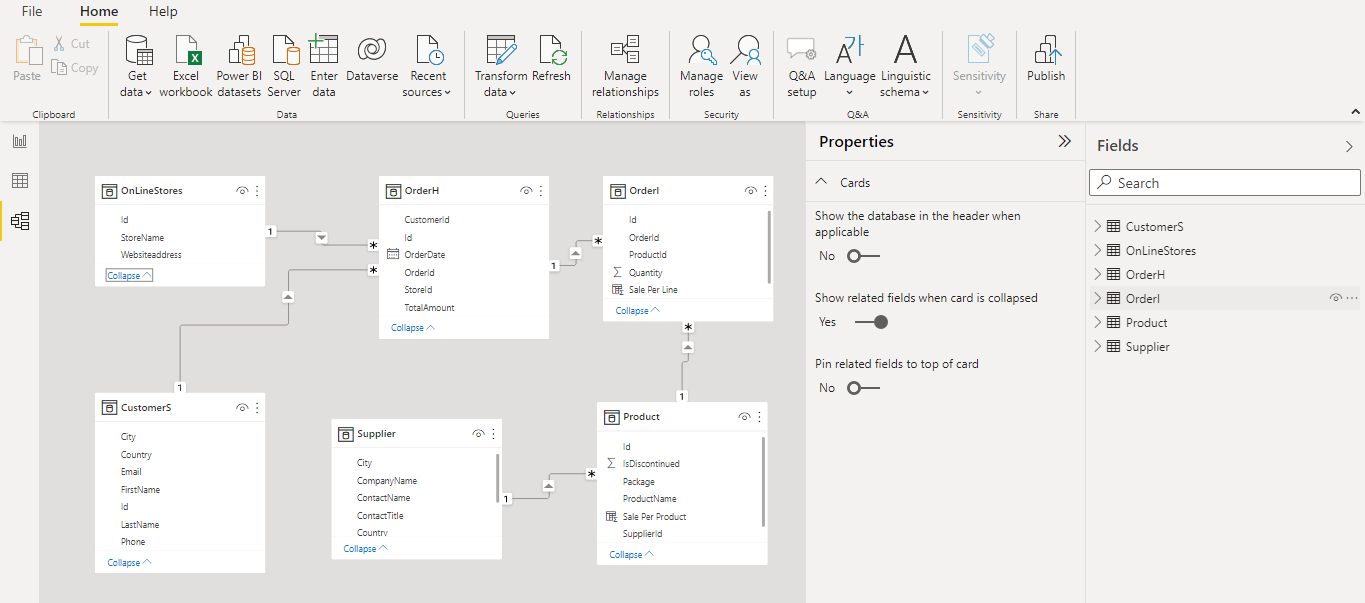 File Home Help
Paste
Cut
Copy
Get data
Excel workbook
Power BI datasets
SQL Server
Enter data
Dataverse
Recent sources
Transform data
Refresh
Manage relationships
Manage roles
View as
Q&A setup
Language
Linguistic schema
Sensitivity
Publish
Clipboard
Data
Queries
Relationships
Security
Q&A
Sensitivity
Share
OnLineStores
Id
StoreName
Websiteaddress
Collapse
1
*
OrderH
CustomerId
Id
OrderDate
OrderId
StoreId
TotalAmount
Collapse
*
1
*
OrderI
Id
OrderId
ProductId
Quantity
Sale Per Line
Collapse
*
1
1
CustomerS
City
Country
Email
FirstName
Id
LastName
Phone
Collapse
Supplier
City
CompanyName
ContactName
ContactTitle
Country
Collapse
1
*
Product
Id
IsDiscontinued
Package
ProductName
Sale Per Product
SupplierId
Collapse
Properties
Cards
Show the database in the header when
applicable
No
Show related fields when card is collapsed
Yes
Pin related fields to top of card
No
Fields
Search
CustomerS
OnLineStores
OrderH
OrderI
Product
Supplier